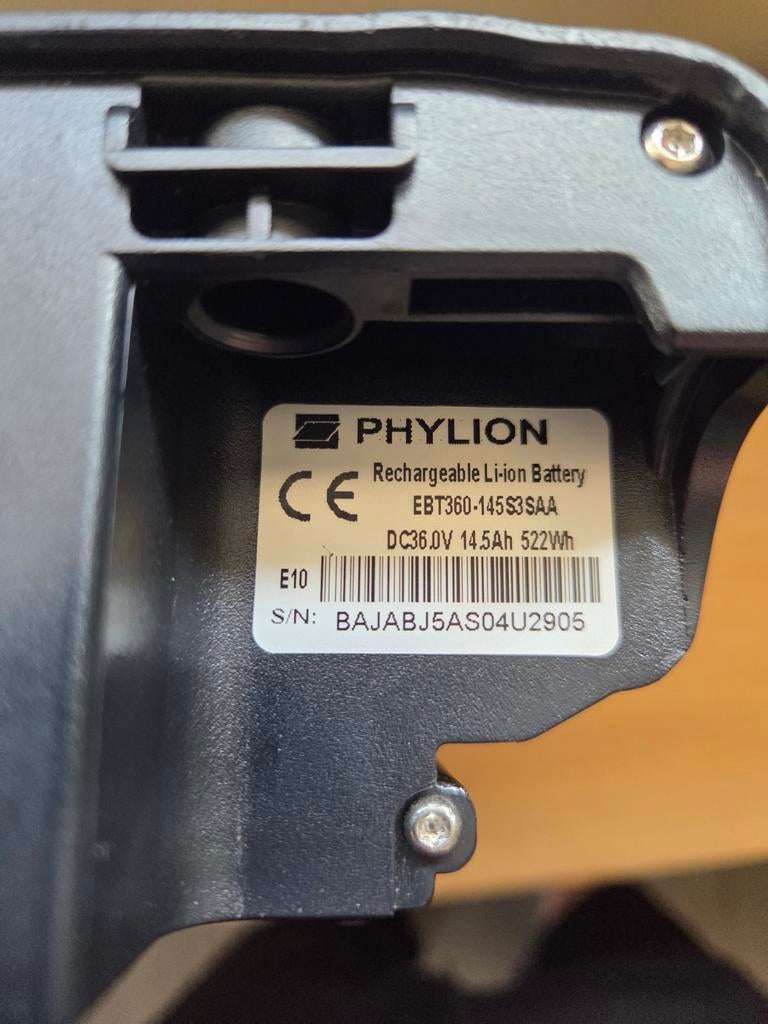 PHYLION
CE Rechargeable Li-ion Battery
EBT360-145S3SAA
DC36.0V 14.5Ah 522Wh
E10
S/N: BAJABJ5AS04U2905